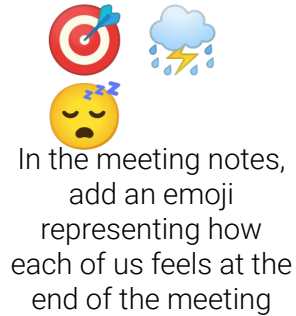 In the meeting notes,
add an emoji
representing how
each of us feels at the
end of the meeting